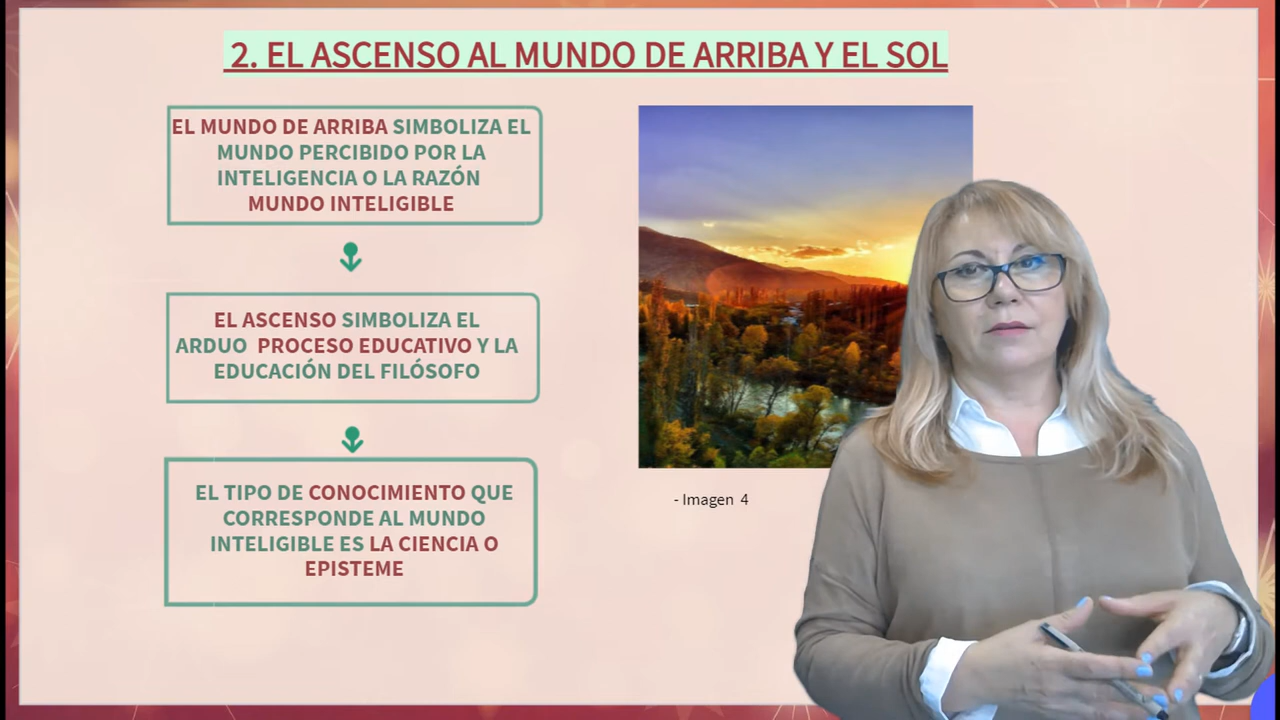 2. EL ASCENSO AL MUNDO DE ARRIBA Y EL SOL
EL MUNDO DE ARRIBA SIMBOLIZA EL
MUNDO PERCIBIDO POR LA
INTELIGENCIA O LA RAZÓN
MUNDO INTELIGIBLE
EL ASCENSO SIMBOLIZA EL
ARDUO PROCESO EDUCATIVO Y LA
EDUCACIÓN DEL FILÓSOFO
EL TIPO DE CONOCIMIENTO QUE
CORRESPONDE AL MUNDO
INTELIGIBLE ES LA CIENCIA O
EPISTEME
- Imagen 4